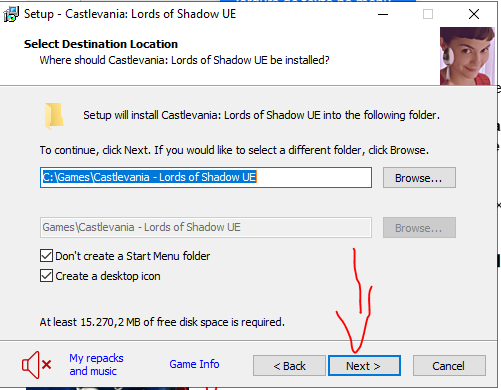 Setup - Castlevania: Lords of Shadow UE
Select Destination Location
Where should Castlevania: Lords of Shadow UE be installed?
Setup will install Castlevania: Lords of Shadow UE into the following folder.
To continue, click Next. If you would like to select a different folder, click Browse.
C:\Games\Castlevania - Lords of Shadow UE
Browse...
Games\Castlevania - Lords of Shadow UE
Browse...
Don't create a Start Menu folder
Create a desktop icon
At least 15.270,2 MB of free disk space is required.
My repacks
and music
Game Info
< Back
Next >
Cancel